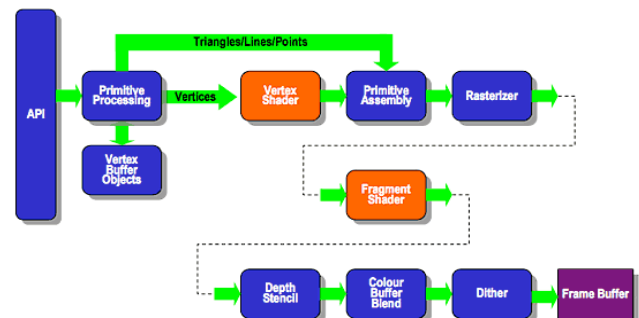 Triangles/Lines/Points
API
Primitive
Processing
Vertices
Vertex
Shader
Primitive
Assembly
Rasterizer
Vertex
Buffer
Objects
Fragment
Shader
Depth
Stencil
Colour
Buffer
Blend
Dither
Frame Buffer